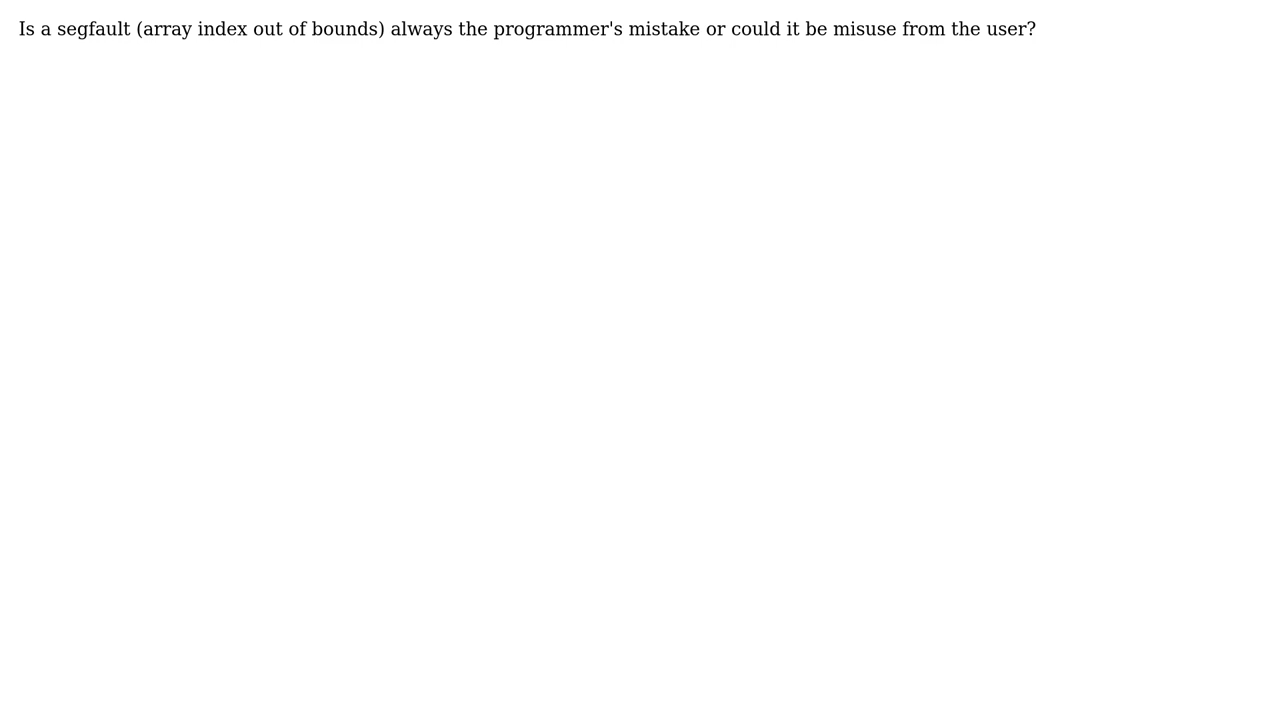 Is a segfault (array index out of bounds) always the programmer's mistake or could it be misuse from the user?